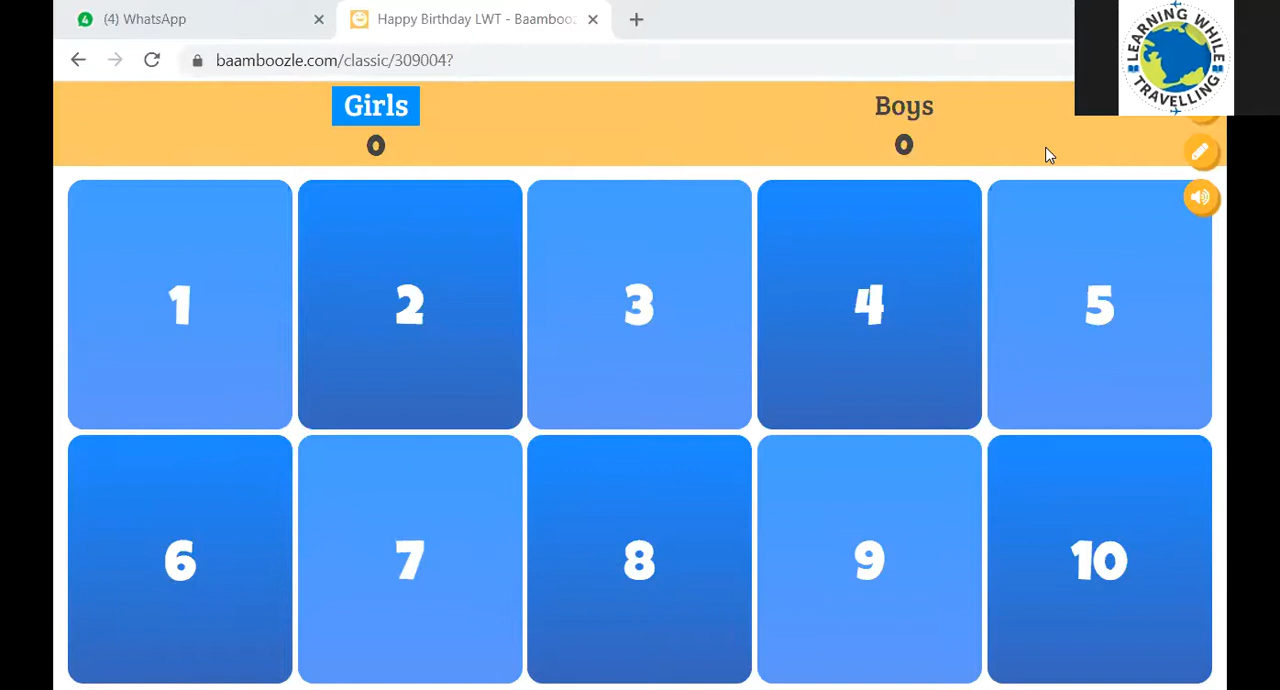 (4) WhatsApp
Happy Birthday LWT - Baambooz
baamboozle.com/classic/309004?
LEARNING WHILE
TRAVELLING
Girls
Boys
0
0
1
2
3
4
5
6
7
8
9
10